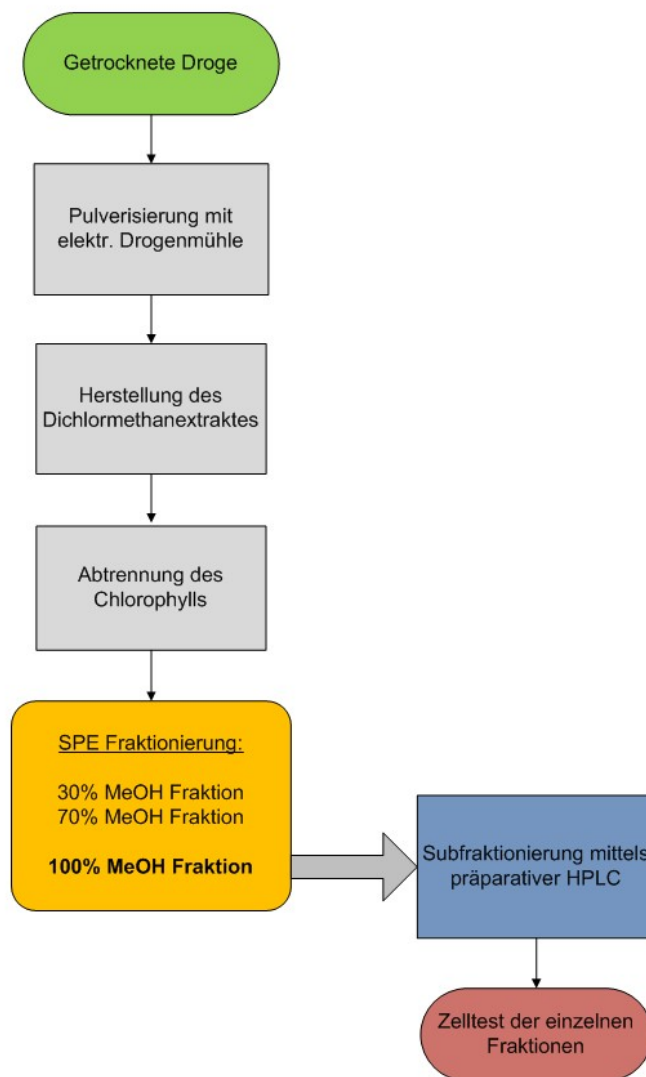 Getrocknete Droge
Pulverisierung mit
elektr. Drogenmühle
Herstellung des
Dichlormethanextraktes
Abtrennung des
Chlorophylls
SPE Fraktionierung:
30% MeOH Fraktion
70% MeOH Fraktion
100% MeOH Fraktion
Subfraktionierung mittels
präparativer HPLC
Zelltest der einzelnen
Fraktionen